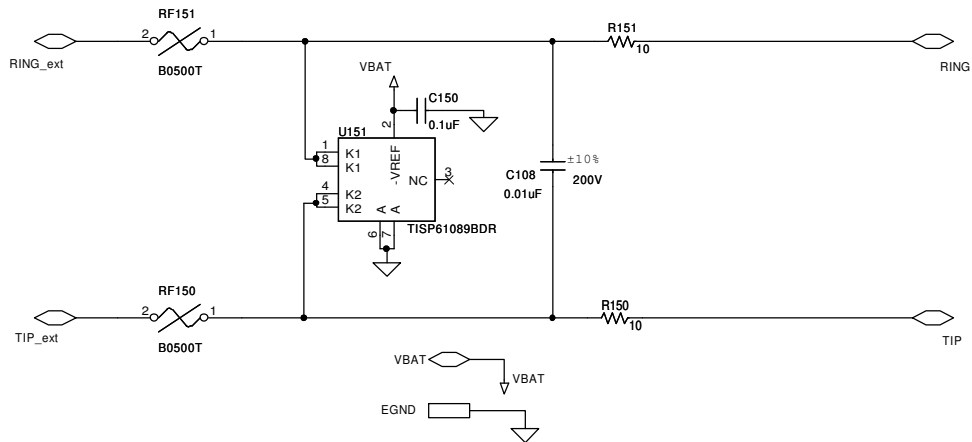 RF151
2
1
RING_ext
B0500T
R151
10
RING
VBAT
C150
0.1uF
2
U151
1
K1
8
K1
-VREF
NC
3
4
K2
5
K2
A
A
6
7
TISP61089BDR
C108
0.01uF
±10%
200V
RF150
2
1
TIP_ext
B0500T
R150
10
TIP
VBAT
VBAT
EGND